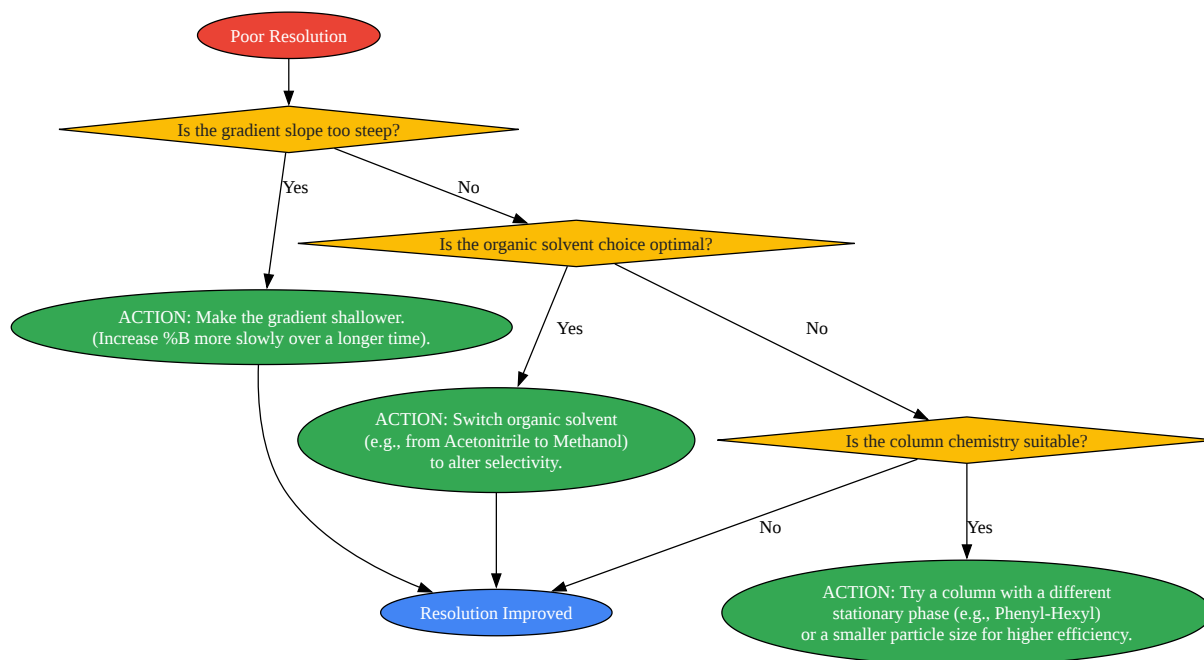 Poor Resolution
Is the gradient slope too steep?
Yes
No
Is the organic solvent choice optimal?
ACTION: Make the gradient shallower.
(Increase %B more slowly over a longer time).
Yes
No
ACTION: Switch organic solvent
(e.g., from Acetonitrile to Methanol)
to alter selectivity.
Is the column chemistry suitable?
No
Yes
Resolution Improved
ACTION: Try a column with a different
stationary phase (e.g., Phenyl-Hexyl)
or a smaller particle size for higher efficiency.